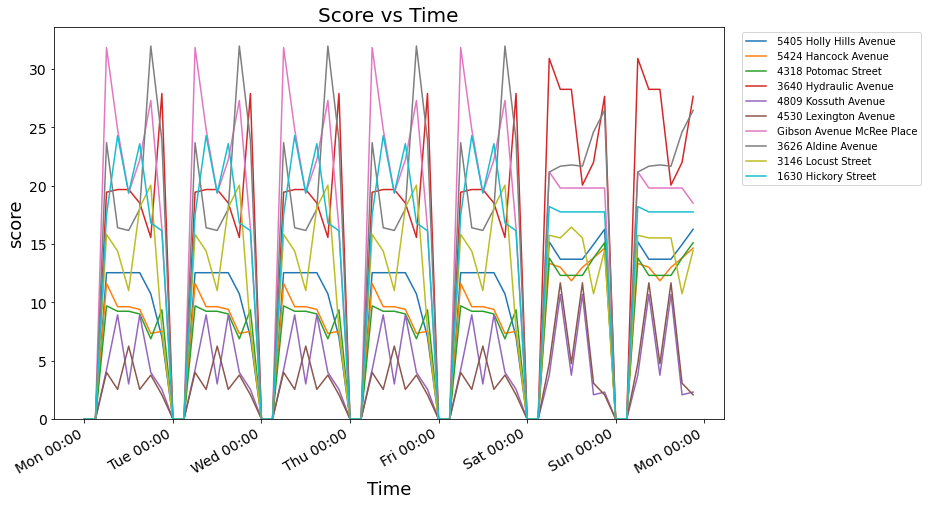 Score vs Time
score
30
25
20
15
10
5
0
Mon 00:00
Tue 00:00
Wed 00:00
Thu 00:00
Fri 00:00
Sat 00:00
Sun 00:00
Mon 00:00
Time
5405 Holly Hills Avenue
5424 Hancock Avenue
4318 Potomac Street
3640 Hydraulic Avenue
4809 Kossuth Avenue
4530 Lexington Avenue
Gibson Avenue McRee Place
3626 Aldine Avenue
3146 Locust Street
1630 Hickory Street